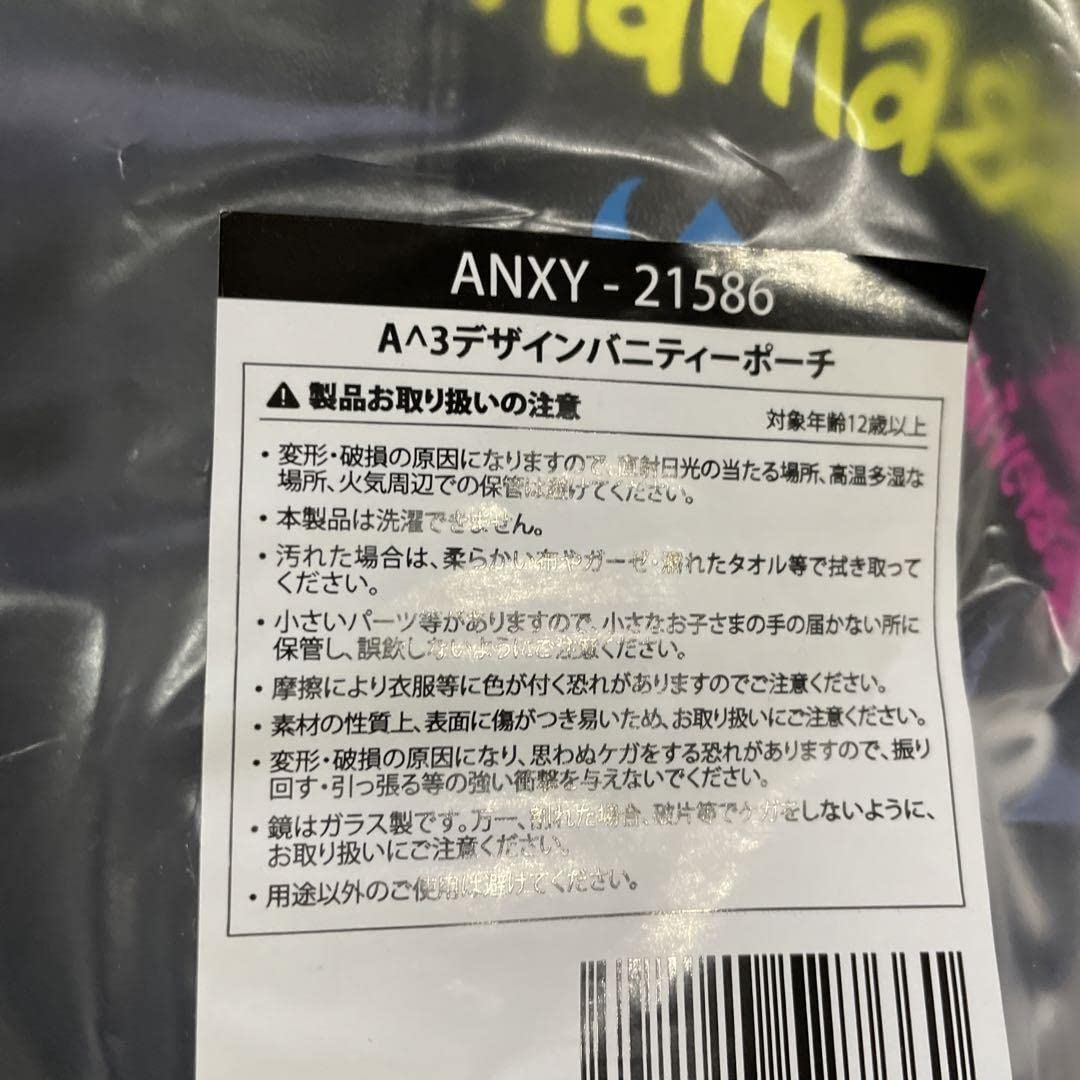 ama
ANXY - 21586
A^3デザインバニティーポーチ
製品お取り扱いの注意
対象年齢12歳以上
・変形・破損の原因になりますので、直射日光の当たる場所、高温多湿な
場所、火気周辺での保管は避けてください。
・本製品は洗濯できません。
・汚れた場合は、柔らかい布やガーゼ・濡れたタオル等で拭き取って
ください。
・小さいパーツ等がありますので、小さなお子さまの手の届かない所に
保管し、誤飲しないようにご注意ください。
・摩擦により衣服等に色が付く恐れがありますのでご注意ください。
・素材の性質上、表面に傷がつき易いため、お取り扱いにご注意ください。
・変形・破損の原因になり、思わぬケガをする恐れがありますので、振り
回す・引っ張る等の強い衝撃を与えないでください。
・鏡はガラス製です。万一、割れた場合、破片等でケガをしないように、
お取り扱いにご注意ください。
・用途以外のご使用は避けてください。